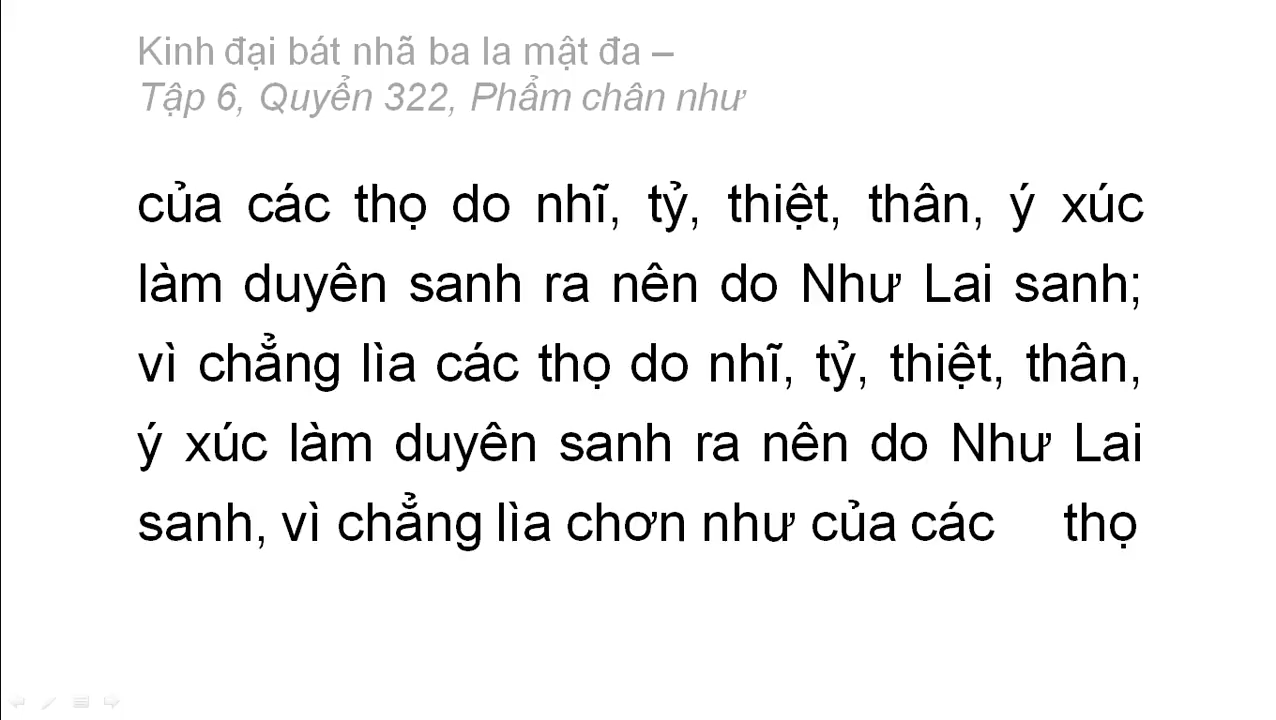 Kinh đại bát nhã ba la mật đa –
Tập 6, Quyển 322, Phẩm chân như
của các thọ do nhĩ, tỷ, thiệt, thân, ý xúc
làm duyên sanh ra nên do Như Lai sanh;
vì chẳng lìa các thọ do nhĩ, tỷ, thiệt, thân,
ý xúc làm duyên sanh ra nên do Như Lai
sanh, vì chẳng lìa chơn như của các thọ